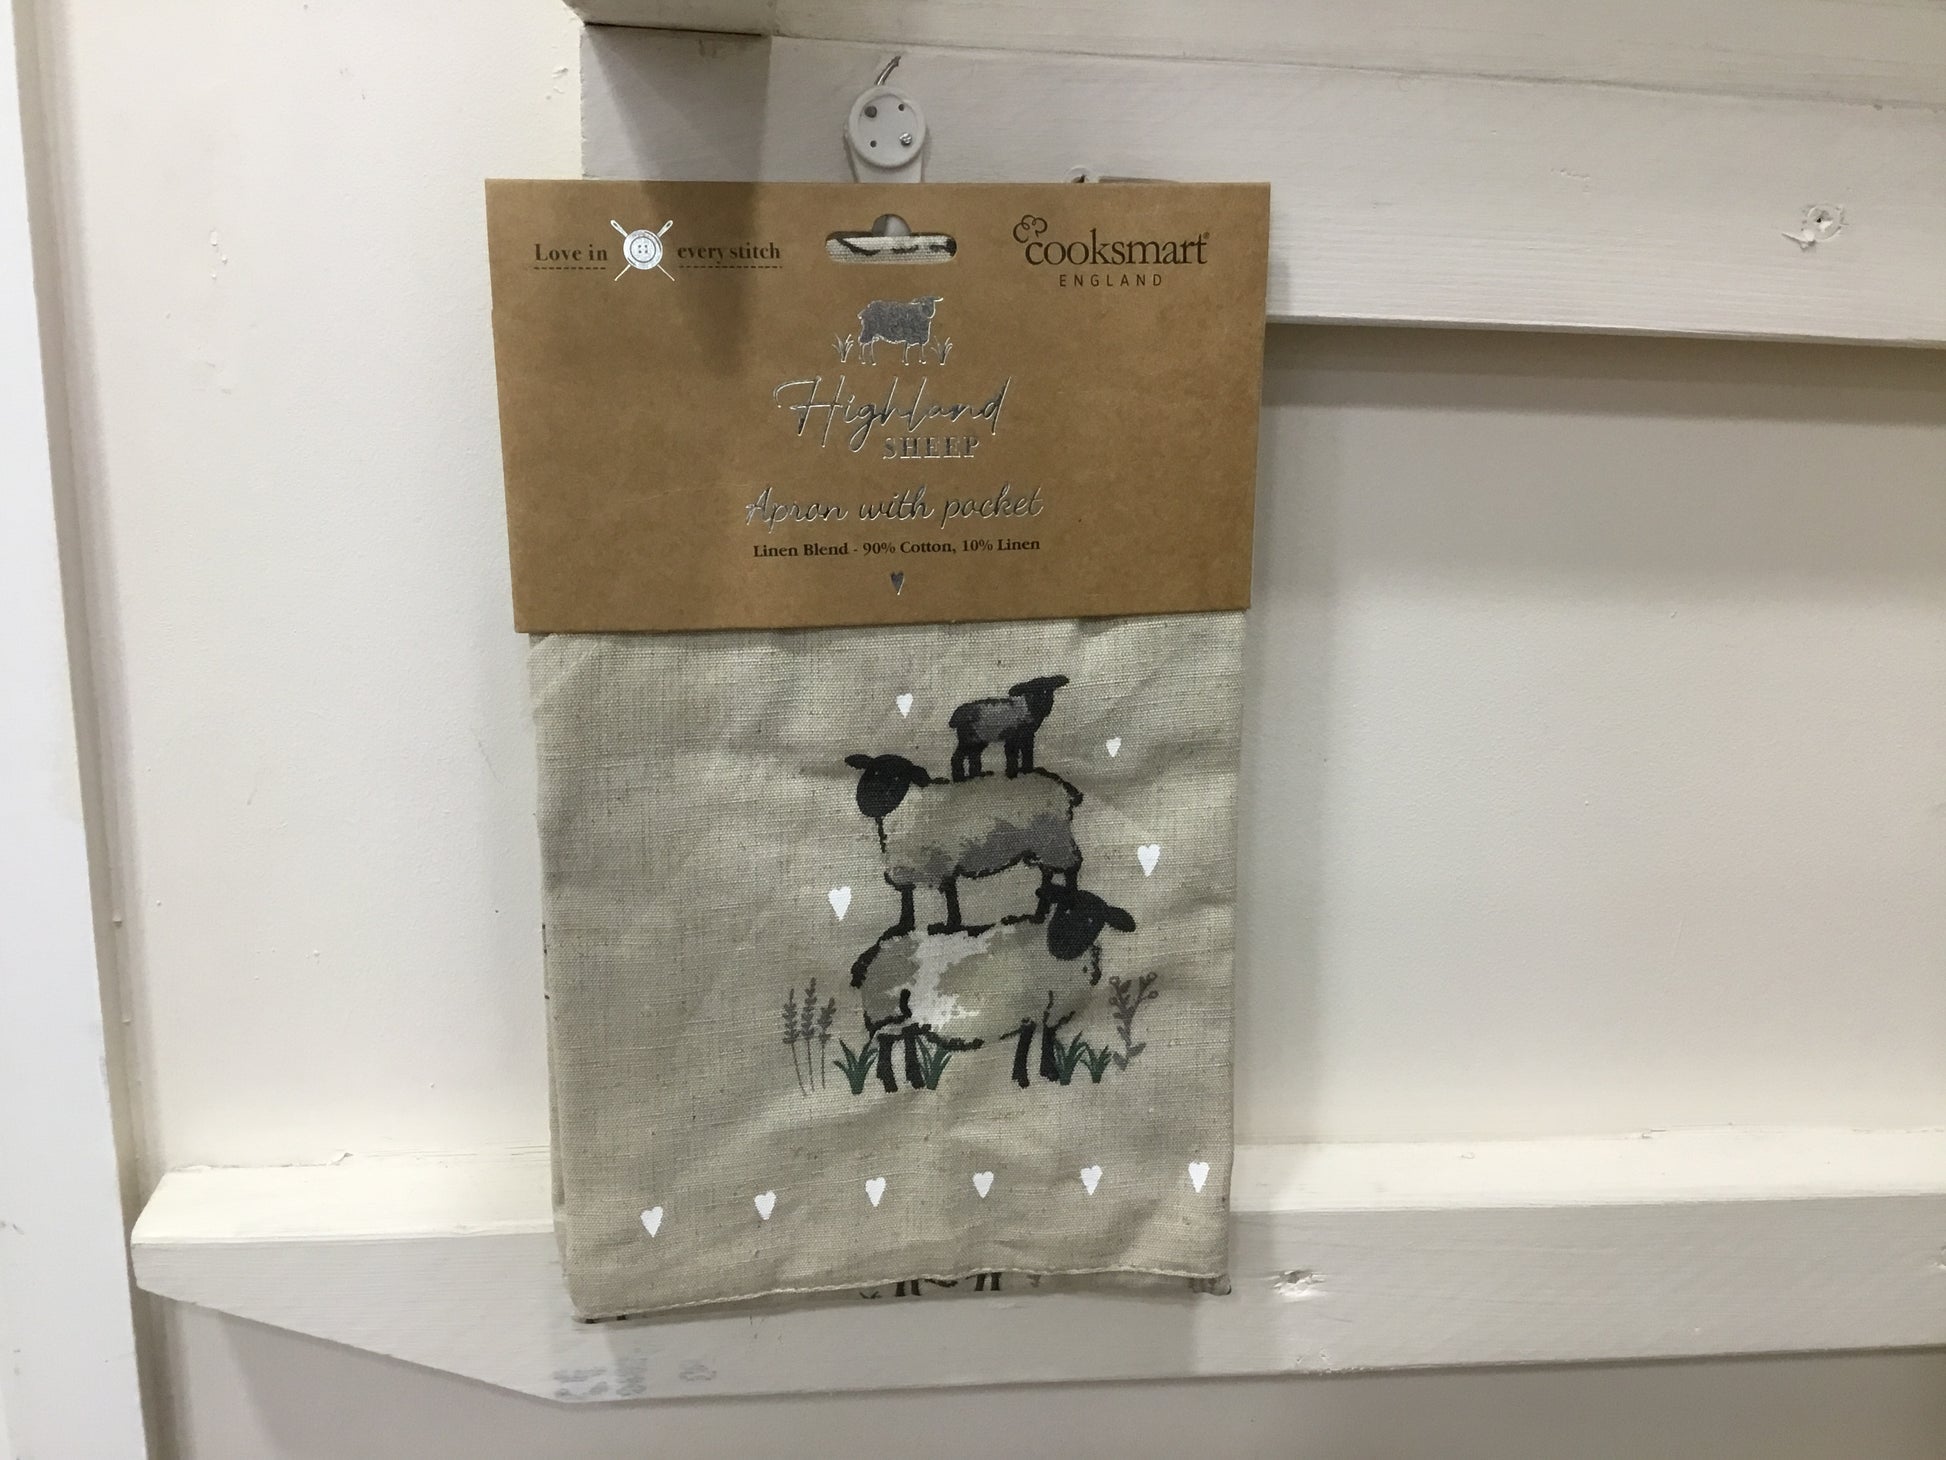 Love in every stitch
cooksmart®
ENGLAND
Highland
SHEEP
Apron with pocket
Linen Blend - 90% Cotton, 10% Linen